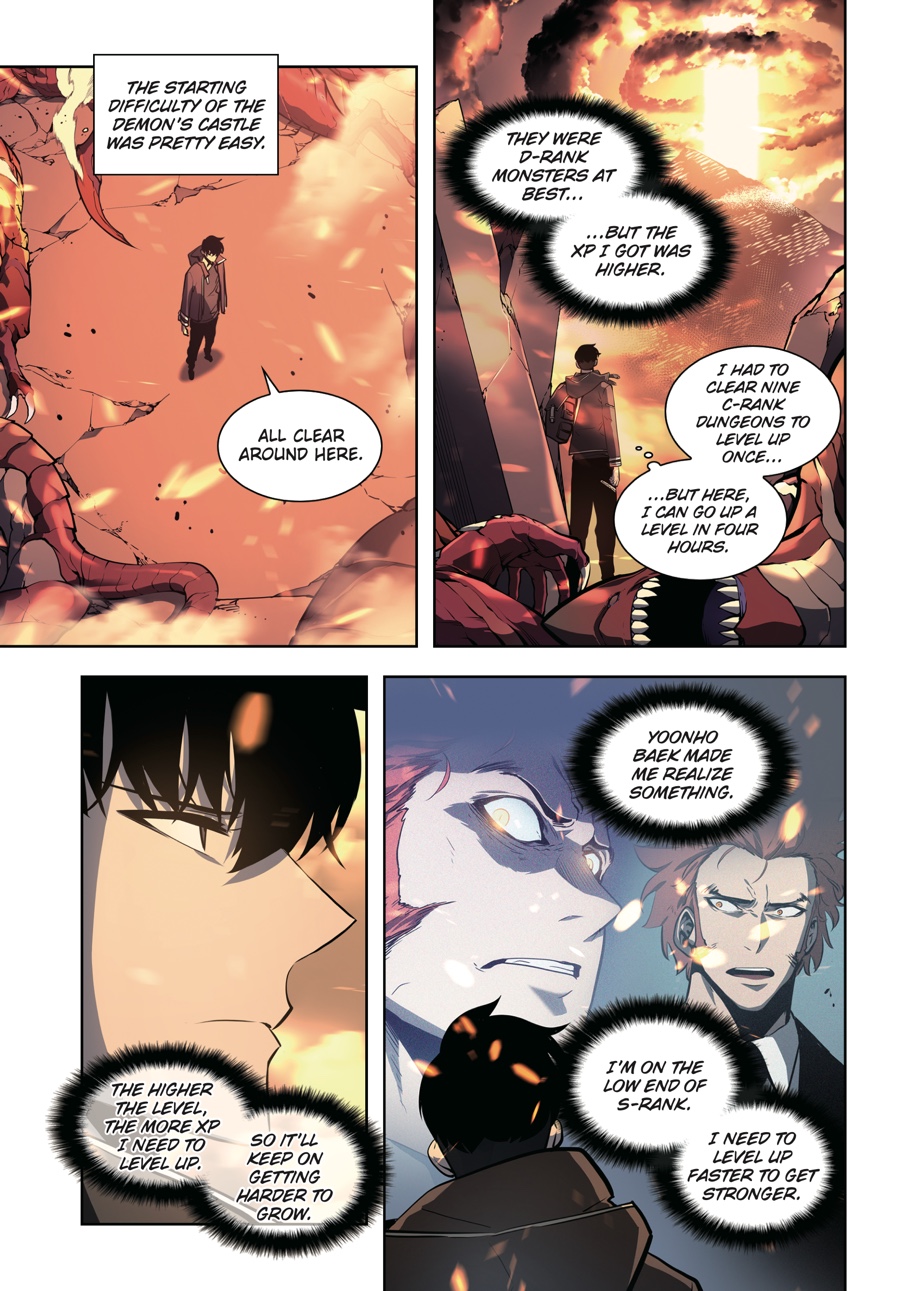 THE STARTING
DIFFICULTY OF THE
DEMON'S CASTLE
WAS PRETTY EASY.
ALL CLEAR
AROUND HERE.
THEY WERE
D-RANK
MONSTERS AT
BEST...
...BUT THE
XP I GOT WAS
HIGHER.
I HAD TO
CLEAR NINE
C-RANK
DUNGEONS TO
LEVEL UP
ONCE...
...BUT HERE,
I CAN GO UP A
LEVEL IN FOUR
HOURS.
THE HIGHER
THE LEVEL,
THE MORE XP
I NEED TO
LEVEL UP.
SO IT'LL
KEEP ON
GETTING
HARDER TO
GROW.
YOONHO
BAEK MADE
ME REALIZE
SOMETHING.
I'M ON THE
LOW END OF
S-RANK.
I NEED TO
LEVEL UP
FASTER TO GET
STRONGER.